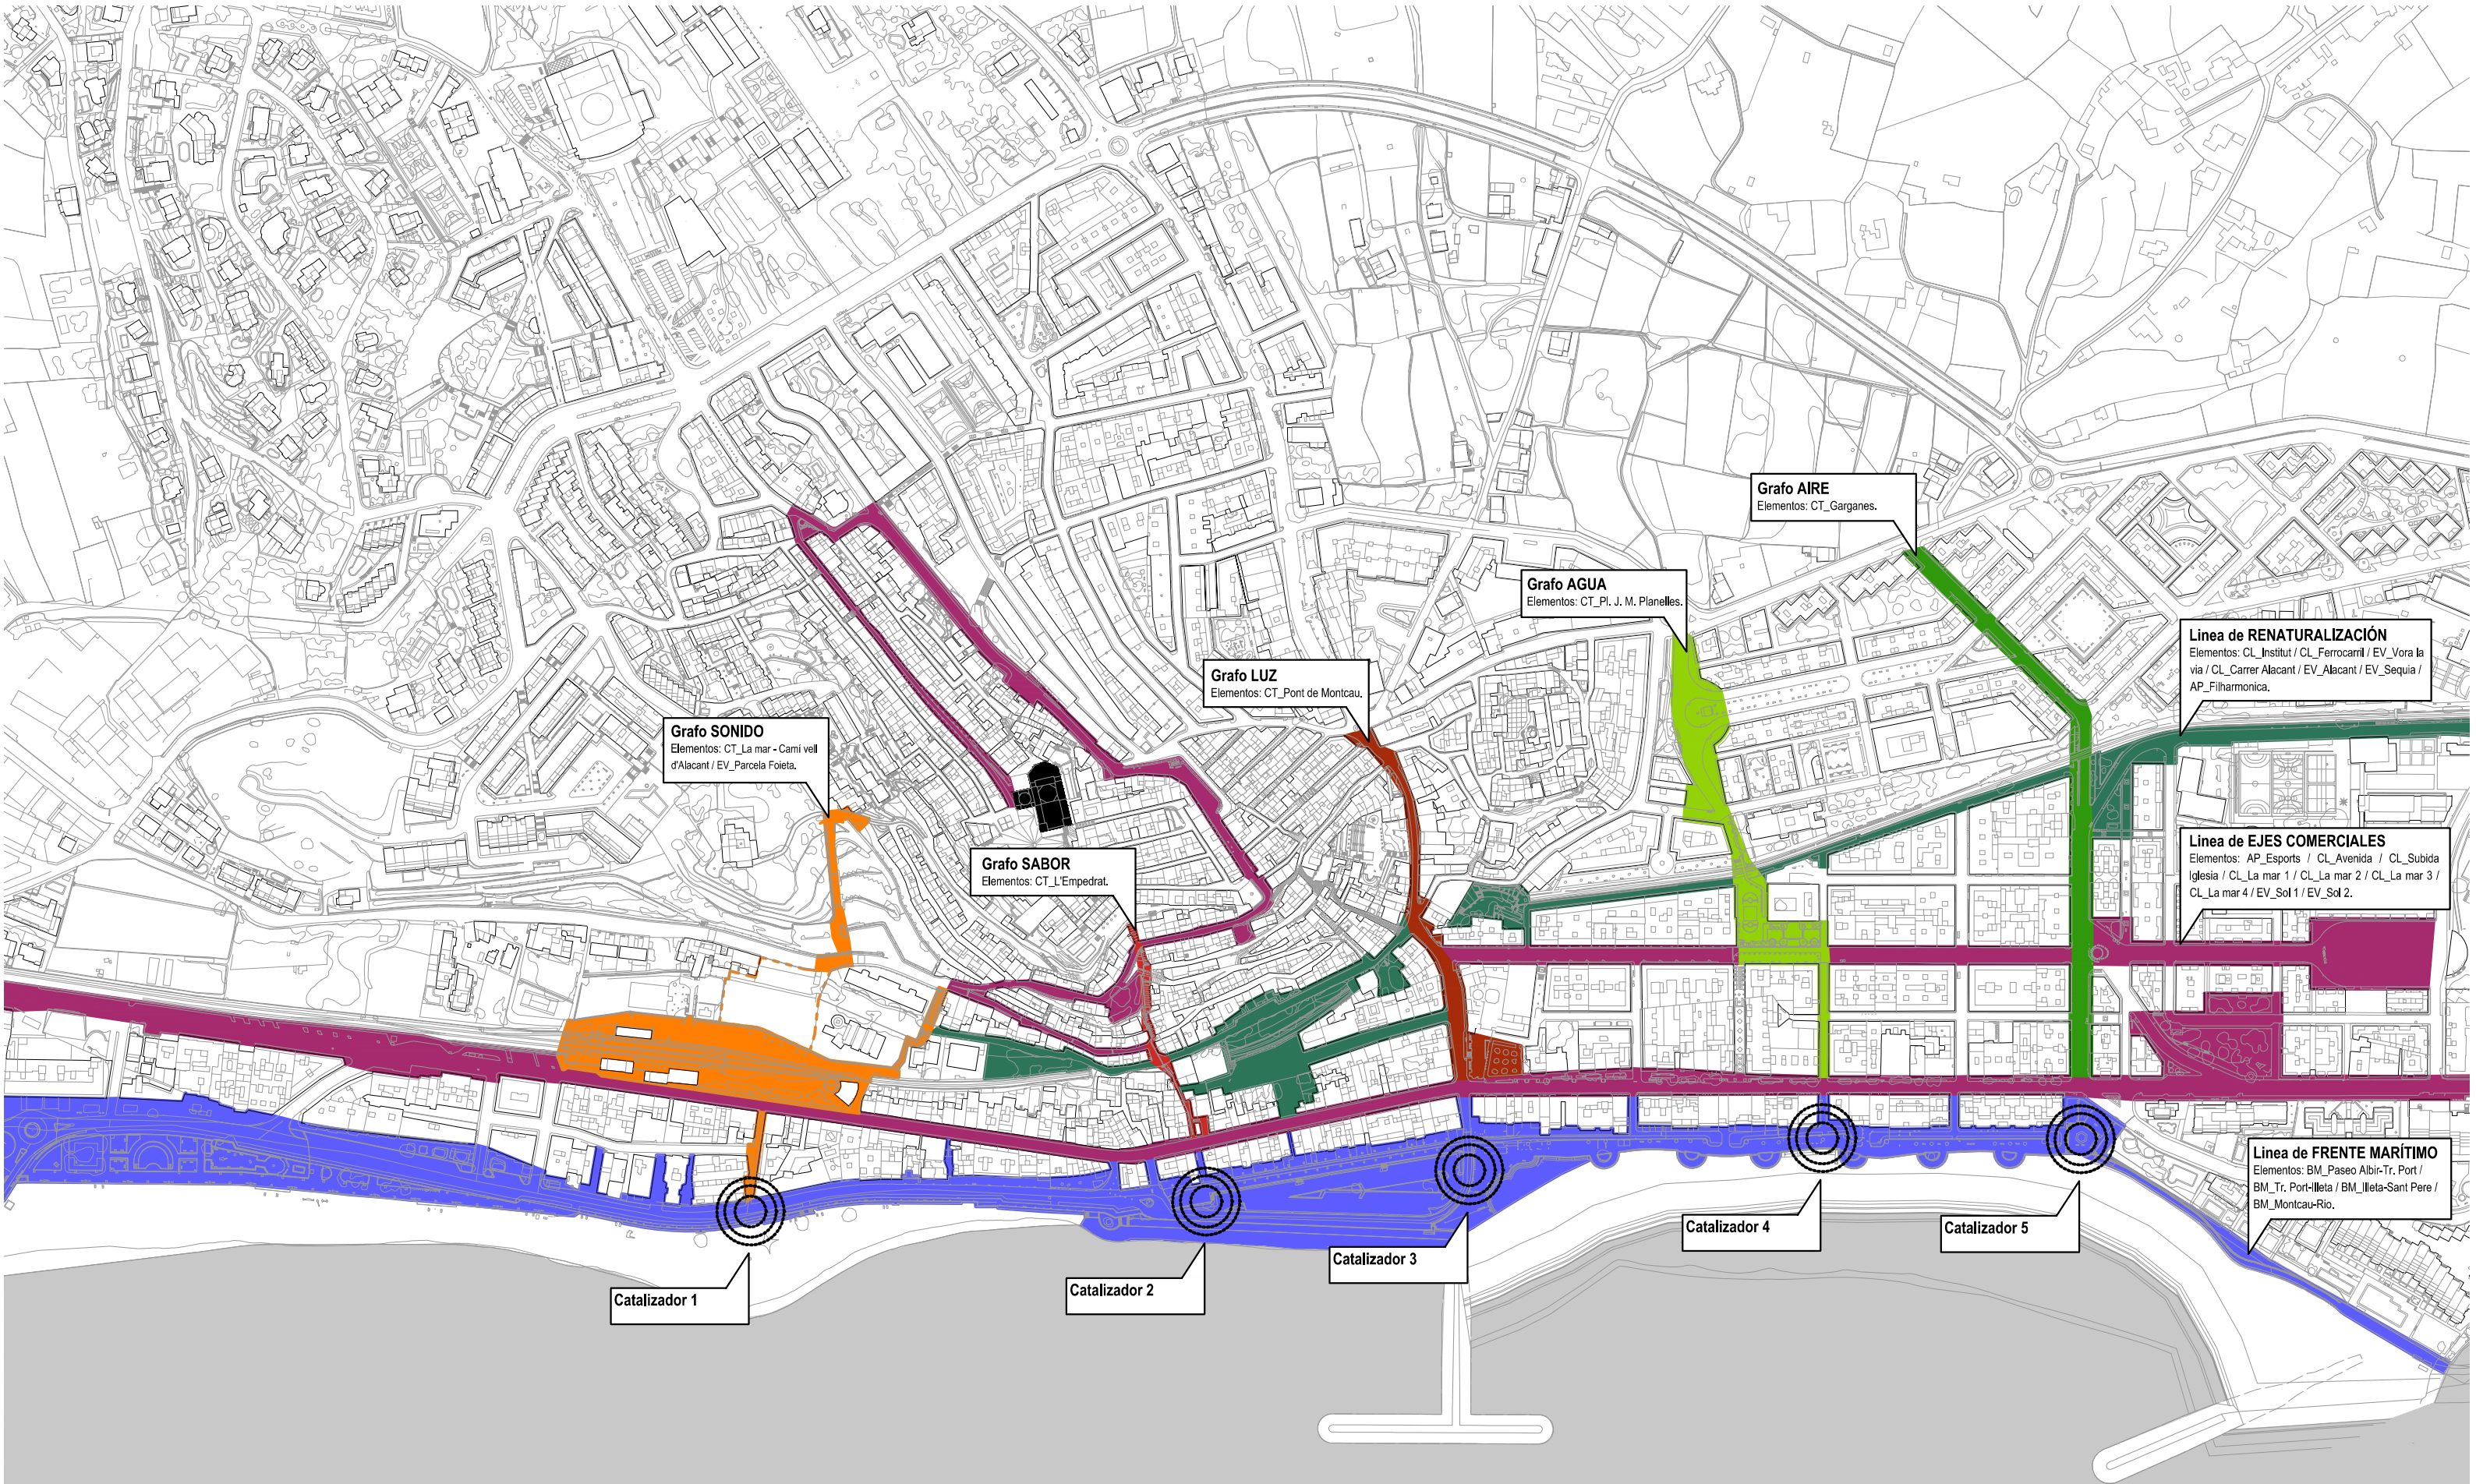 Grafo AIRE
Elementos: CT_Garganes.
Grafo AGUA
Elementos: CT_Pl. J. M. Planelles.
Linea de RENATURALIZACIÓN
Elementos: CL_Institut / CL_Ferrocarril / EV_Vora la
via / CL_Carrer Alacant / EV_Alacant / EV_Sequia /
AP_Filharmonica.
Grafo LUZ
Elementos: CT_Pont de Montcau.
Grafo SONIDO
Elementos: CT_La mar - Camí vell
d'Alacant / EV_Parcela Foieta.
Grafo SABOR
Elementos: CT_L'Empedrat.
Linea de EJES COMERCIALES
Elementos: AP_Esports / CL_Avenida / CL_Subida
Iglesia / CL_La mar 1 / CL_La mar 2 / CL_La mar 3 /
CL_La mar 4 / EV_Sol 1 / EV_Sol 2.
Linea de FRENTE MARÍTIMO
Elementos: BM_Paseo Albir-Tr. Port /
BM_Tr. Port-Illeta / BM_Illeta-Sant Pere /
BM_Montcau-Rio.
Catalizador 1
Catalizador 2
Catalizador 3
Catalizador 4
Catalizador 5